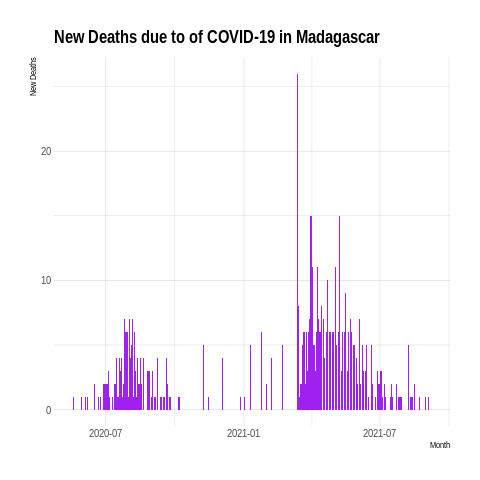 New Deaths due to of COVID-19 in Madagascar
New Deaths
20
10
0
2020-07
2021-01
2021-07
Month